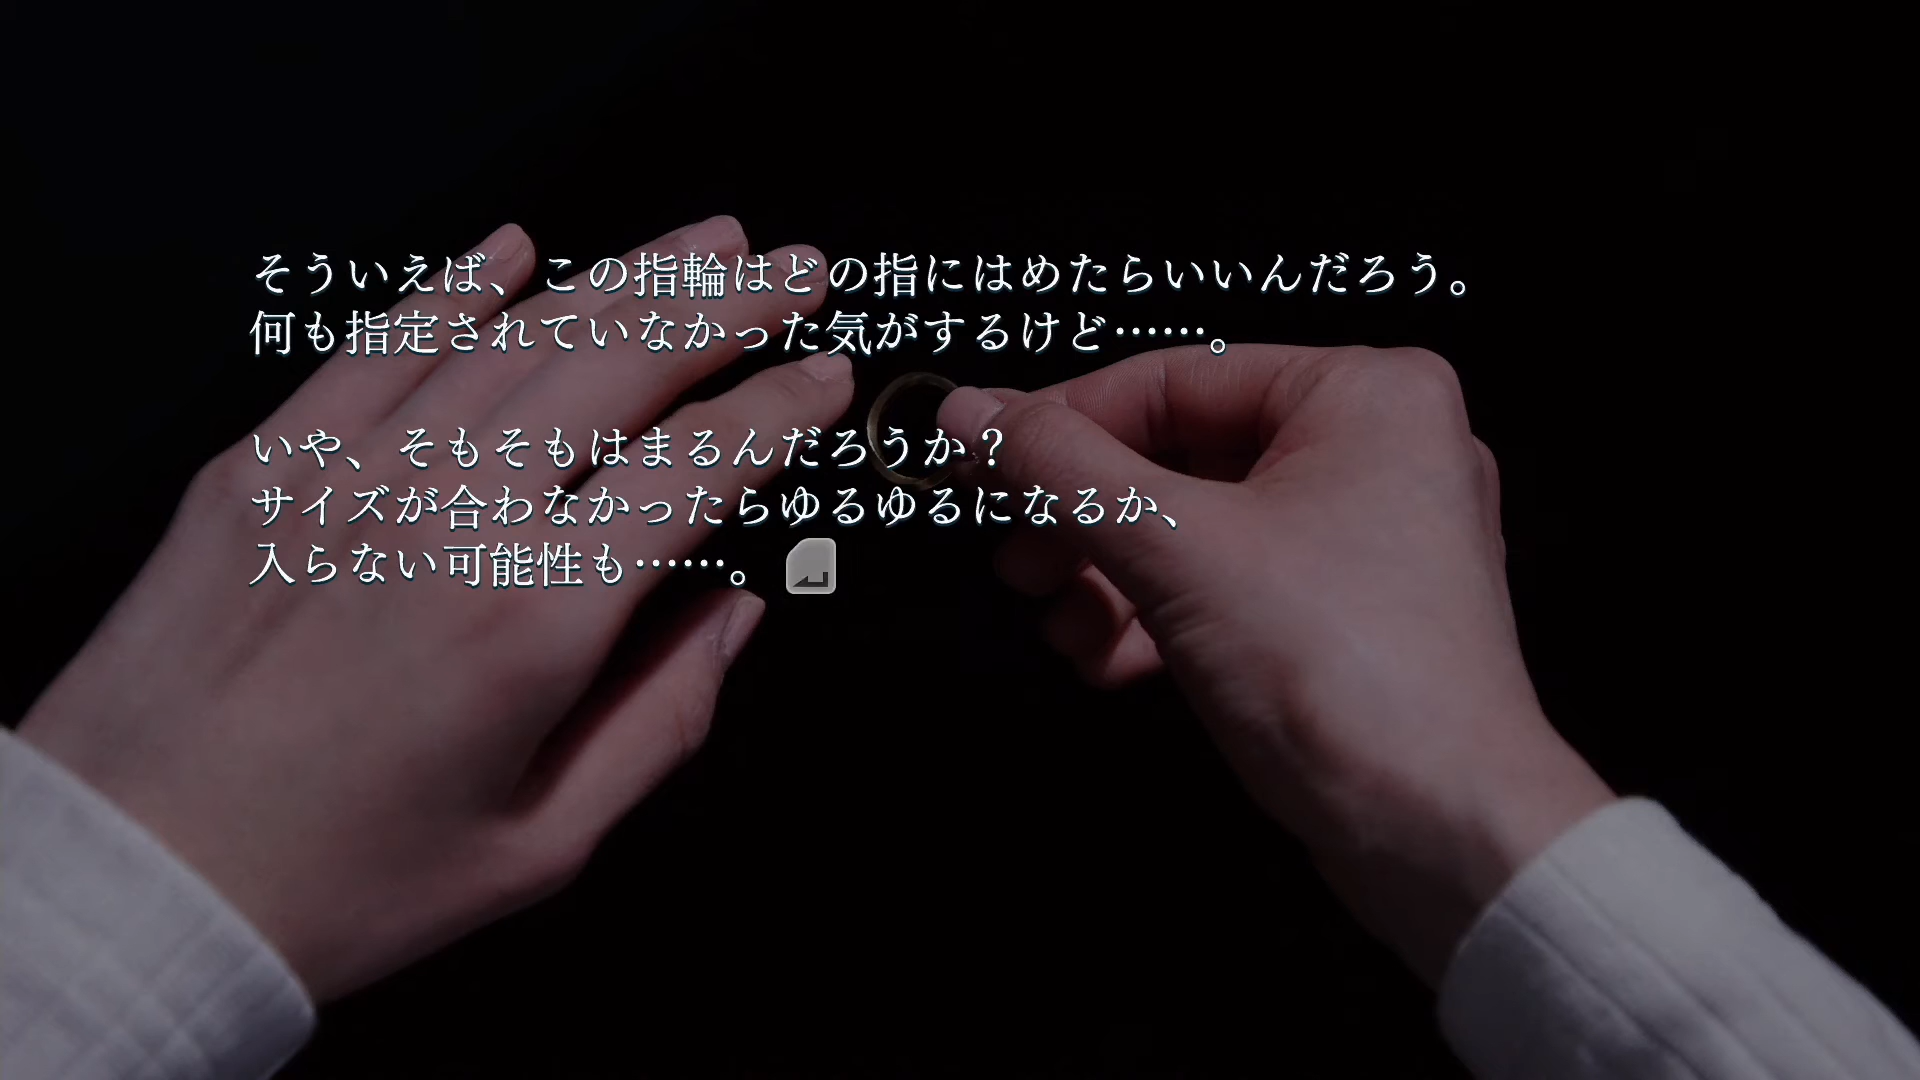 そういえば、この指輪はどの指にはめたらいいんだろう。
何も指定されていなかった気がするけど……。
いや、そもそもはまるんだろうか？
サイズが合わなかったらゆるゆるになるか、
入らない可能性も……。